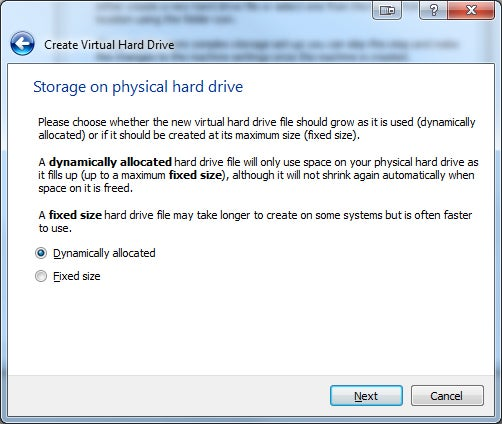 Create Virtual Hard Drive
Storage on physical hard drive
Please choose whether the new virtual hard drive file should grow as it is used (dynamically
allocated) or if it should be created at its maximum size (fixed size).
A dynamically allocated hard drive file will only use space on your physical hard drive as
it fills up (up to a maximum fixed size), although it will not shrink again automatically when
space on it is freed.
A fixed size hard drive file may take longer to create on some systems but is often faster
to use.
Dynamically allocated
Fixed size
Next
Cancel